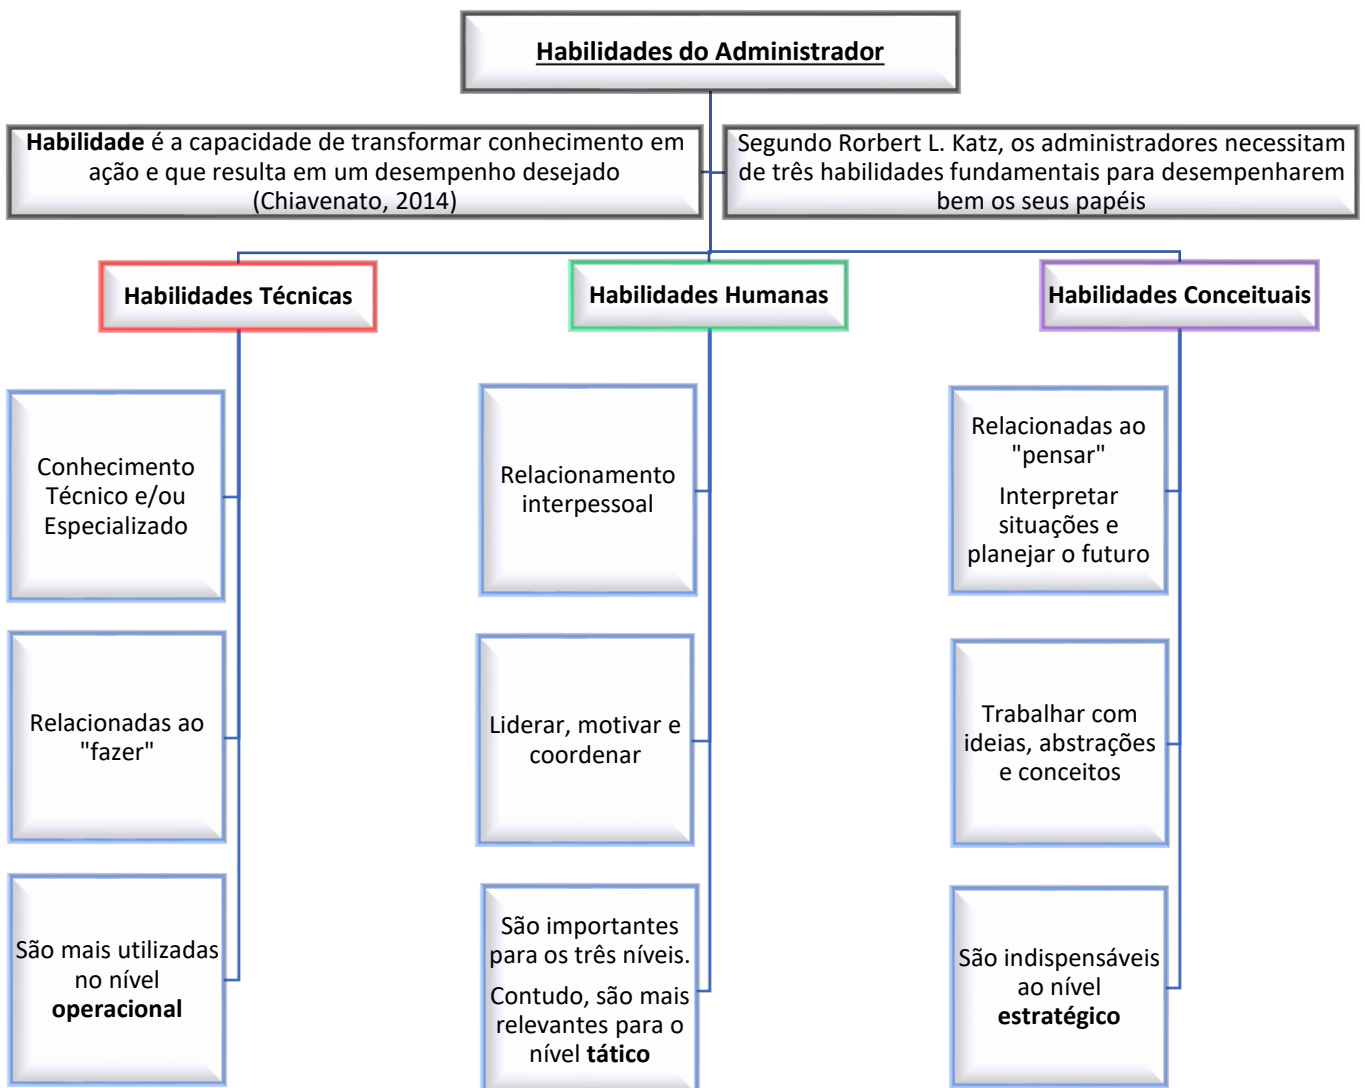 Habilidades do Administrador
Habilidade é a capacidade de transformar conhecimento em
ação e que resulta em um desempenho desejado
(Chiavenato, 2014)
Segundo Rorbert L. Katz, os administradores necessitam
de três habilidades fundamentais para desempenharem
bem os seus papéis
Habilidades Técnicas
Conhecimento
Técnico e/ou
Especializado
Relacionadas ao
"fazer"
São mais utilizadas
no nível
operacional
Habilidades Humanas
Relacionamento
interpessoal
Liderar, motivar e
coordenar
São importantes
para os três níveis.
Contudo, são mais
relevantes para o
nível tático
Habilidades Conceituais
Relacionadas ao
"pensar"
Interpretar
situações e
planejar o futuro
Trabalhar com
ideias, abstrações
e conceitos
São indispensáveis
ao nível
estratégico